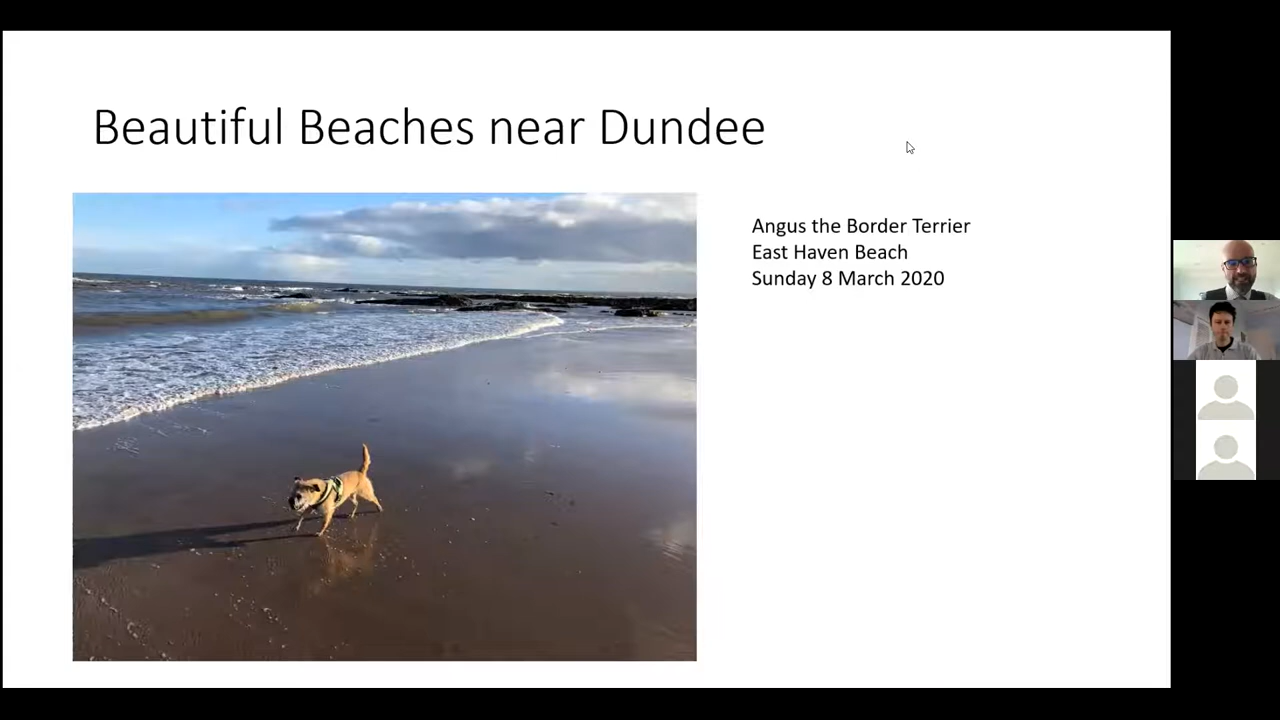 Beautiful Beaches near Dundee
Angus the Border Terrier
East Haven Beach
Sunday 8 March 2020